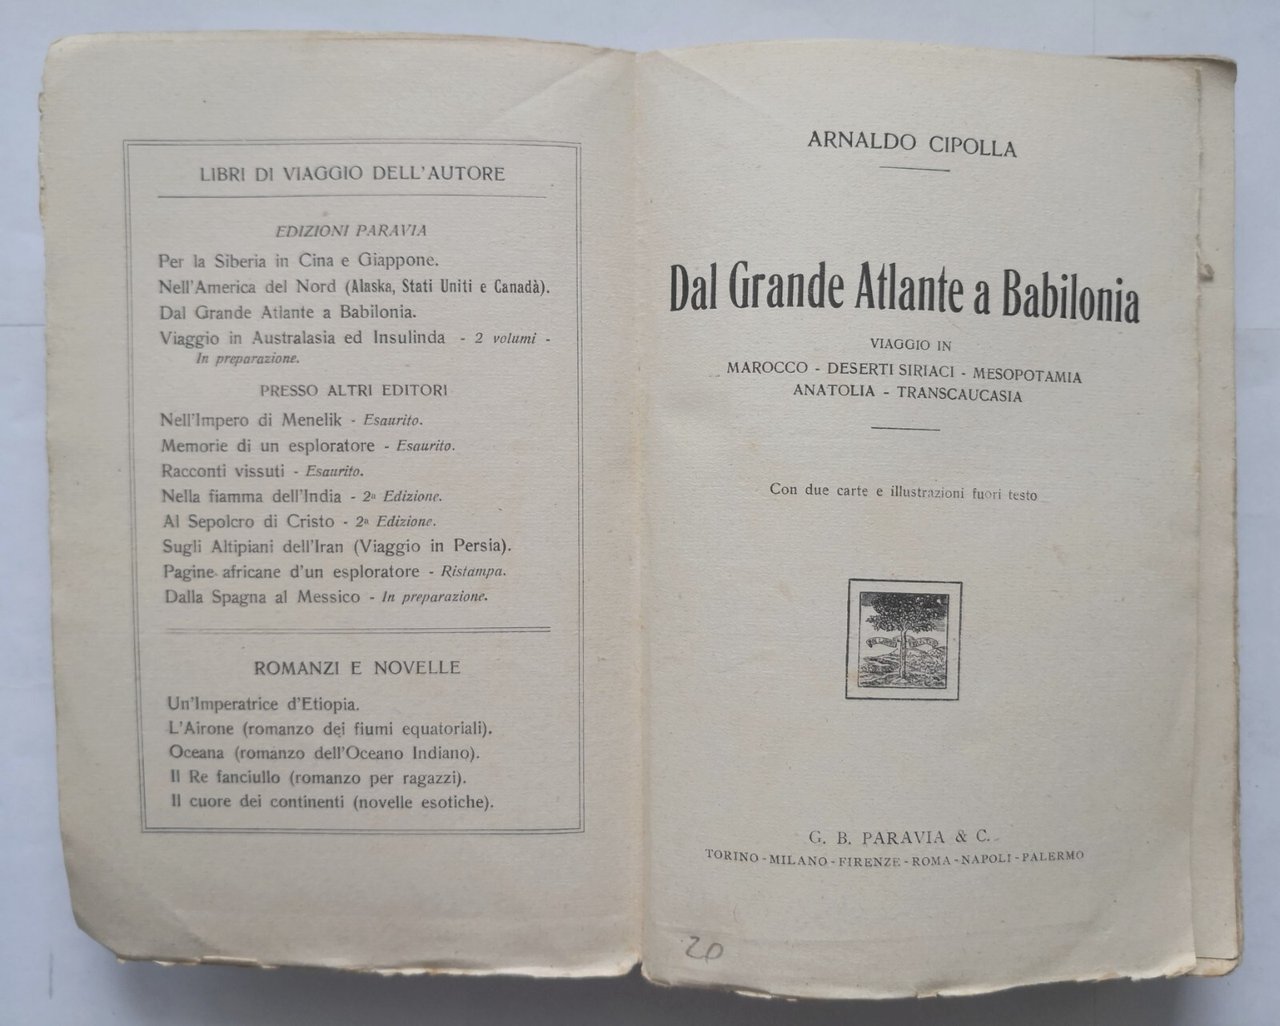 LIBRI DI VIAGGIO DELL'AUTORE
EDIZIONI PARAVIA
Per la Siberia in Cina e Giappone.
Nell'America del Nord (Alaska, Stati Uniti e Canadà).
Dal Grande Atlante a Babilonia.
Viaggio in Australasia ed Insulinda - 2 volumi -
In preparazione.
PRESSO ALTRI EDITORI
Nell'Impero di Menelik - Esaurito.
Memorie di un esploratore - Esaurito.
Racconti vissuti - Esaurito.
Nella fiamma dell'India - 2ª Edizione.
Al Sepolcro di Cristo - 2ª Edizione.
Sugli Altipiani dell'Iran (Viaggio in Persia).
Pagine africane d'un esploratore - Ristampa.
Dalla Spagna al Messico - In preparazione.
ROMANZI E NOVELLE
Un'Imperatrice d'Etiopia.
L'Airone (romanzo dei fiumi equatoriali).
Oceana (romanzo dell'Oceano Indiano).
Il Re fanciullo (romanzo per ragazzi).
Il cuore dei continenti (novelle esotiche).
ARNALDO CIPOLLA
Dal Grande Atlante a Babilonia
VIAGGIO IN
MAROCCO - DESERTI SIRIACI - MESOPOTAMIA
ANATOLIA - TRANSCAUCASIA
Con due carte e illustrazioni fuori testo
G. B. PARAVIA & C.
TORINO - MILANO - FIRENZE - ROMA - NAPOLI - PALERMO
20